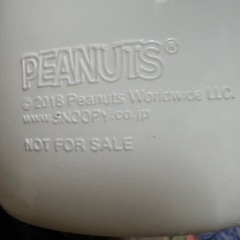 PEANUTS®
© 2018 Peanuts Worldwide LLC.
www.SNOOPY.co.jp
NOT FOR SALE